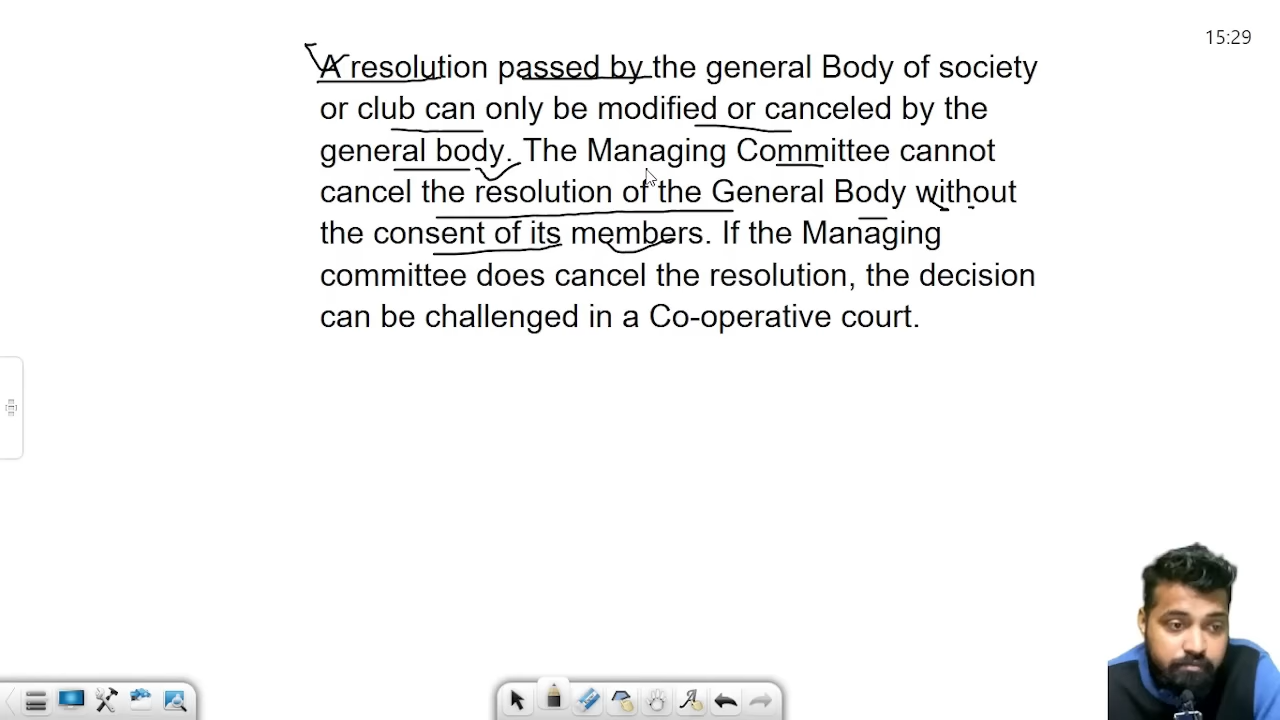 15:29
A resolution passed by the general Body of society
or club can only be modified or canceled by the
general body. The Managing Committee cannot
cancel the resolution of the General Body without
the consent of its members. If the Managing
committee does cancel the resolution, the decision
can be challenged in a Co-operative court.